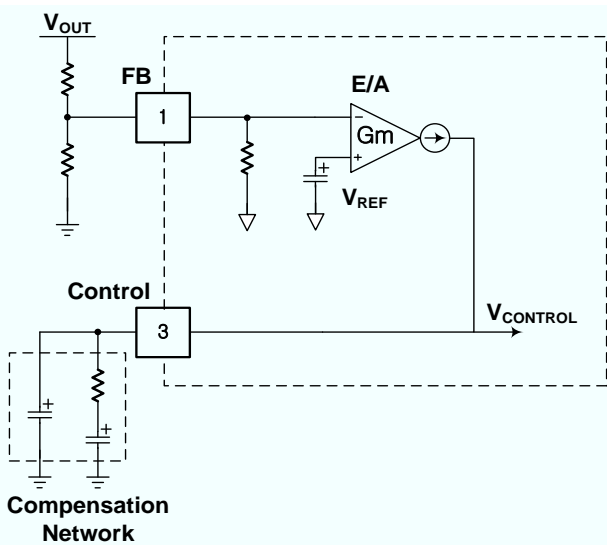 VOUT
FB
E/A
1
−
Gm
+
+
VREF
Control
3
VCONTROL
+
+
Compensation
Network